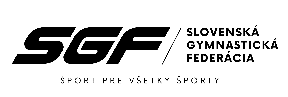 SGF
SLOVENSKÁ
GYMNASTICKÁ
FEDERÁCIA
ŠPORT PRE VŠETKY ŠPORTY